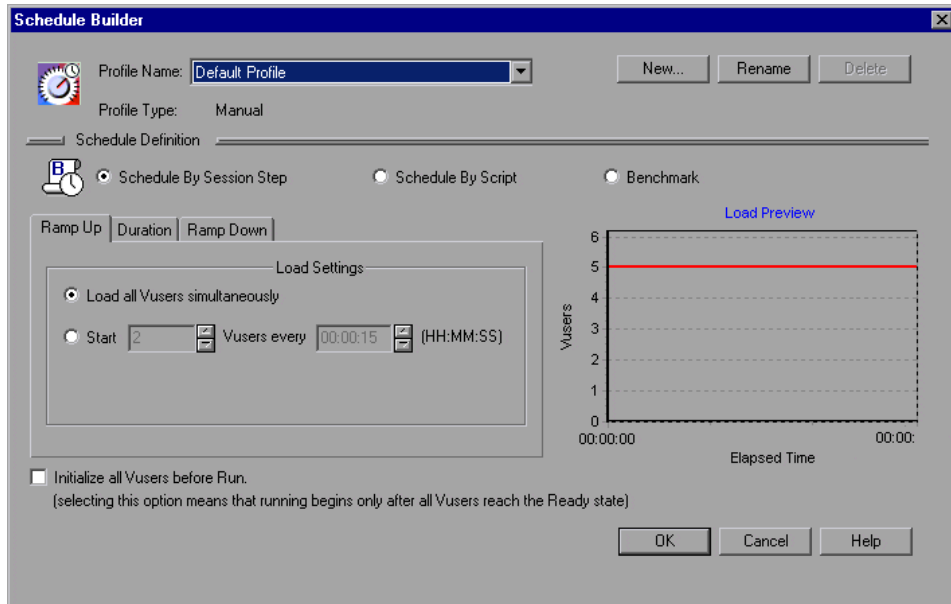 Schedule Builder
Profile Name: Default Profile New... Rename Delete
Profile Type: Manual
Schedule Definition
B Schedule By Session Step Schedule By Script Benchmark
Ramp Up Duration Ramp Down
Load Settings
Load all Vusers simultaneously
Start 2 Vusers every 00:00:15 (HH:MM:SS)
Load Preview
Vusers
6
5
4
3
2
1
0
00:00:00 00:00:
Elapsed Time
Initialize all Vusers before Run.
(selecting this option means that running begins only after all Vusers reach the Ready state)
OK Cancel Help